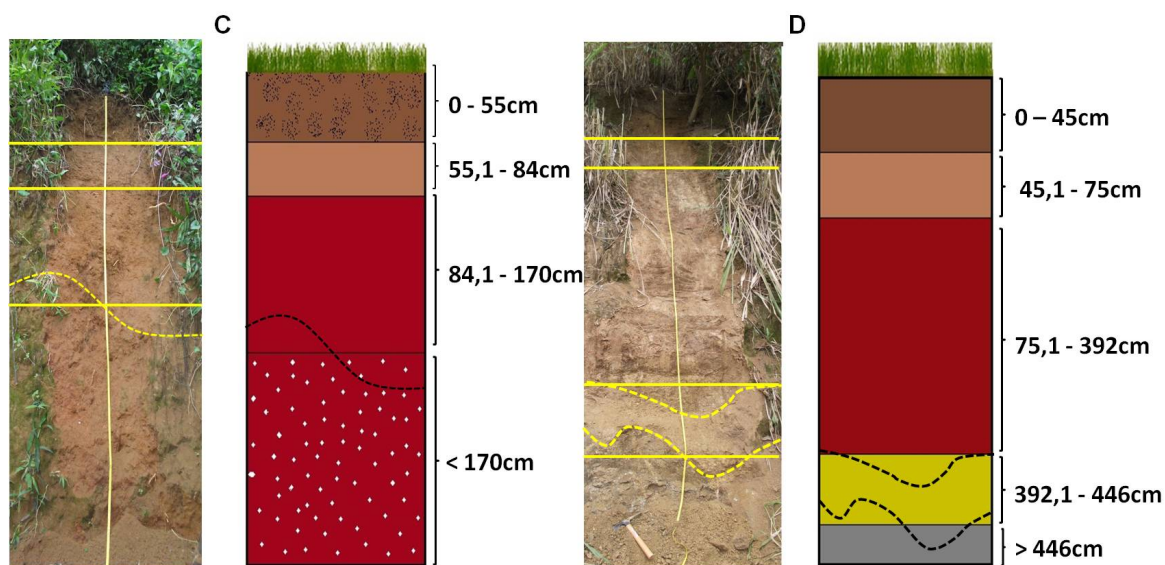 C
0 - 55cm
55,1 - 84cm
84,1 - 170cm
< 170cm
D
0 – 45cm
45,1 - 75cm
75,1 - 392cm
392,1 - 446cm
> 446cm